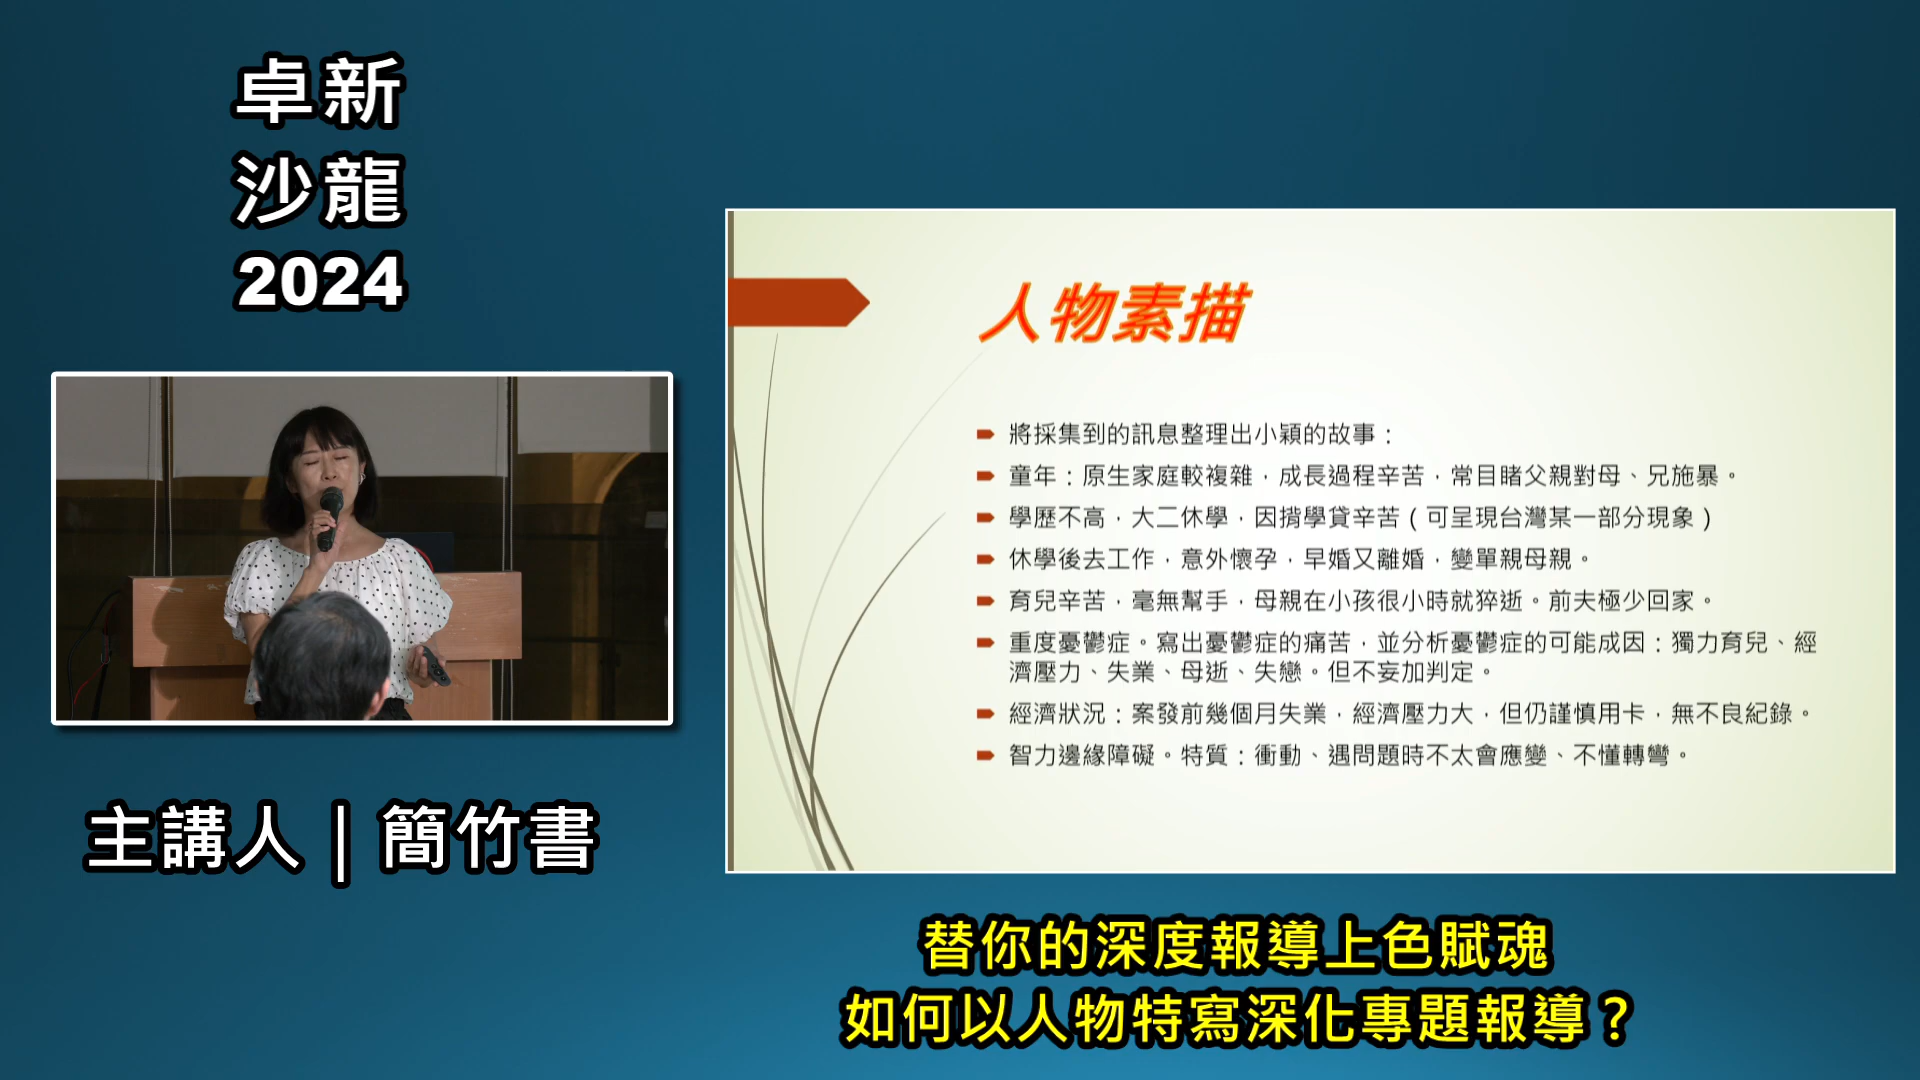 卓新
沙龍
2024
主講人｜簡竹書
人物素描
將採集到的訊息整理出小穎的故事：
童年：原生家庭較複雜，成長過程辛苦，常目睹父親對母、兄施暴。
學歷不高，大二休學，因揹學貸辛苦（可呈現台灣某一部分現象）
休學後去工作，意外懷孕，早婚又離婚，變單親母親。
育兒辛苦，毫無幫手，母親在小孩很小時就猝逝。前夫極少回家。
重度憂鬱症。寫出憂鬱症的痛苦，並分析憂鬱症的可能成因：獨力育兒、經
濟壓力、失業、母逝、失戀。但不妄加判定。
經濟狀況：案發前幾個月失業，經濟壓力大，但仍謹慎用卡，無不良紀錄。
智力邊緣障礙。特質：衝動、遇問題時不太會應變、不懂轉彎。
替你的深度報導上色賦魂
如何以人物特寫深化專題報導？